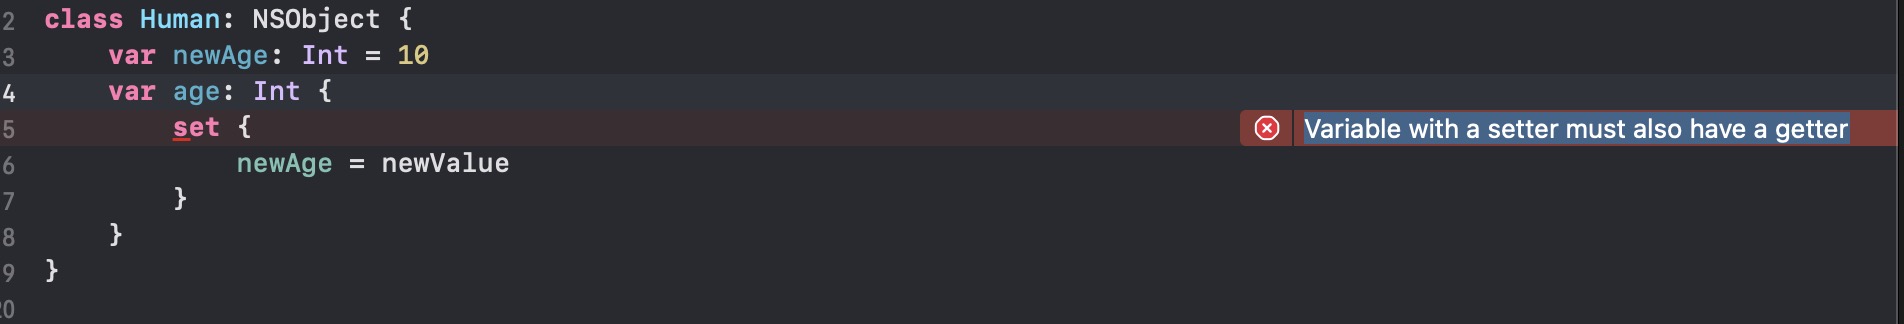 2 class Human: NSObject {
3 var newAge: Int = 10
4 var age: Int {
5 set { Variable with a setter must also have a getter
6 newAge = newValue
7 }
8 }
9 }
20